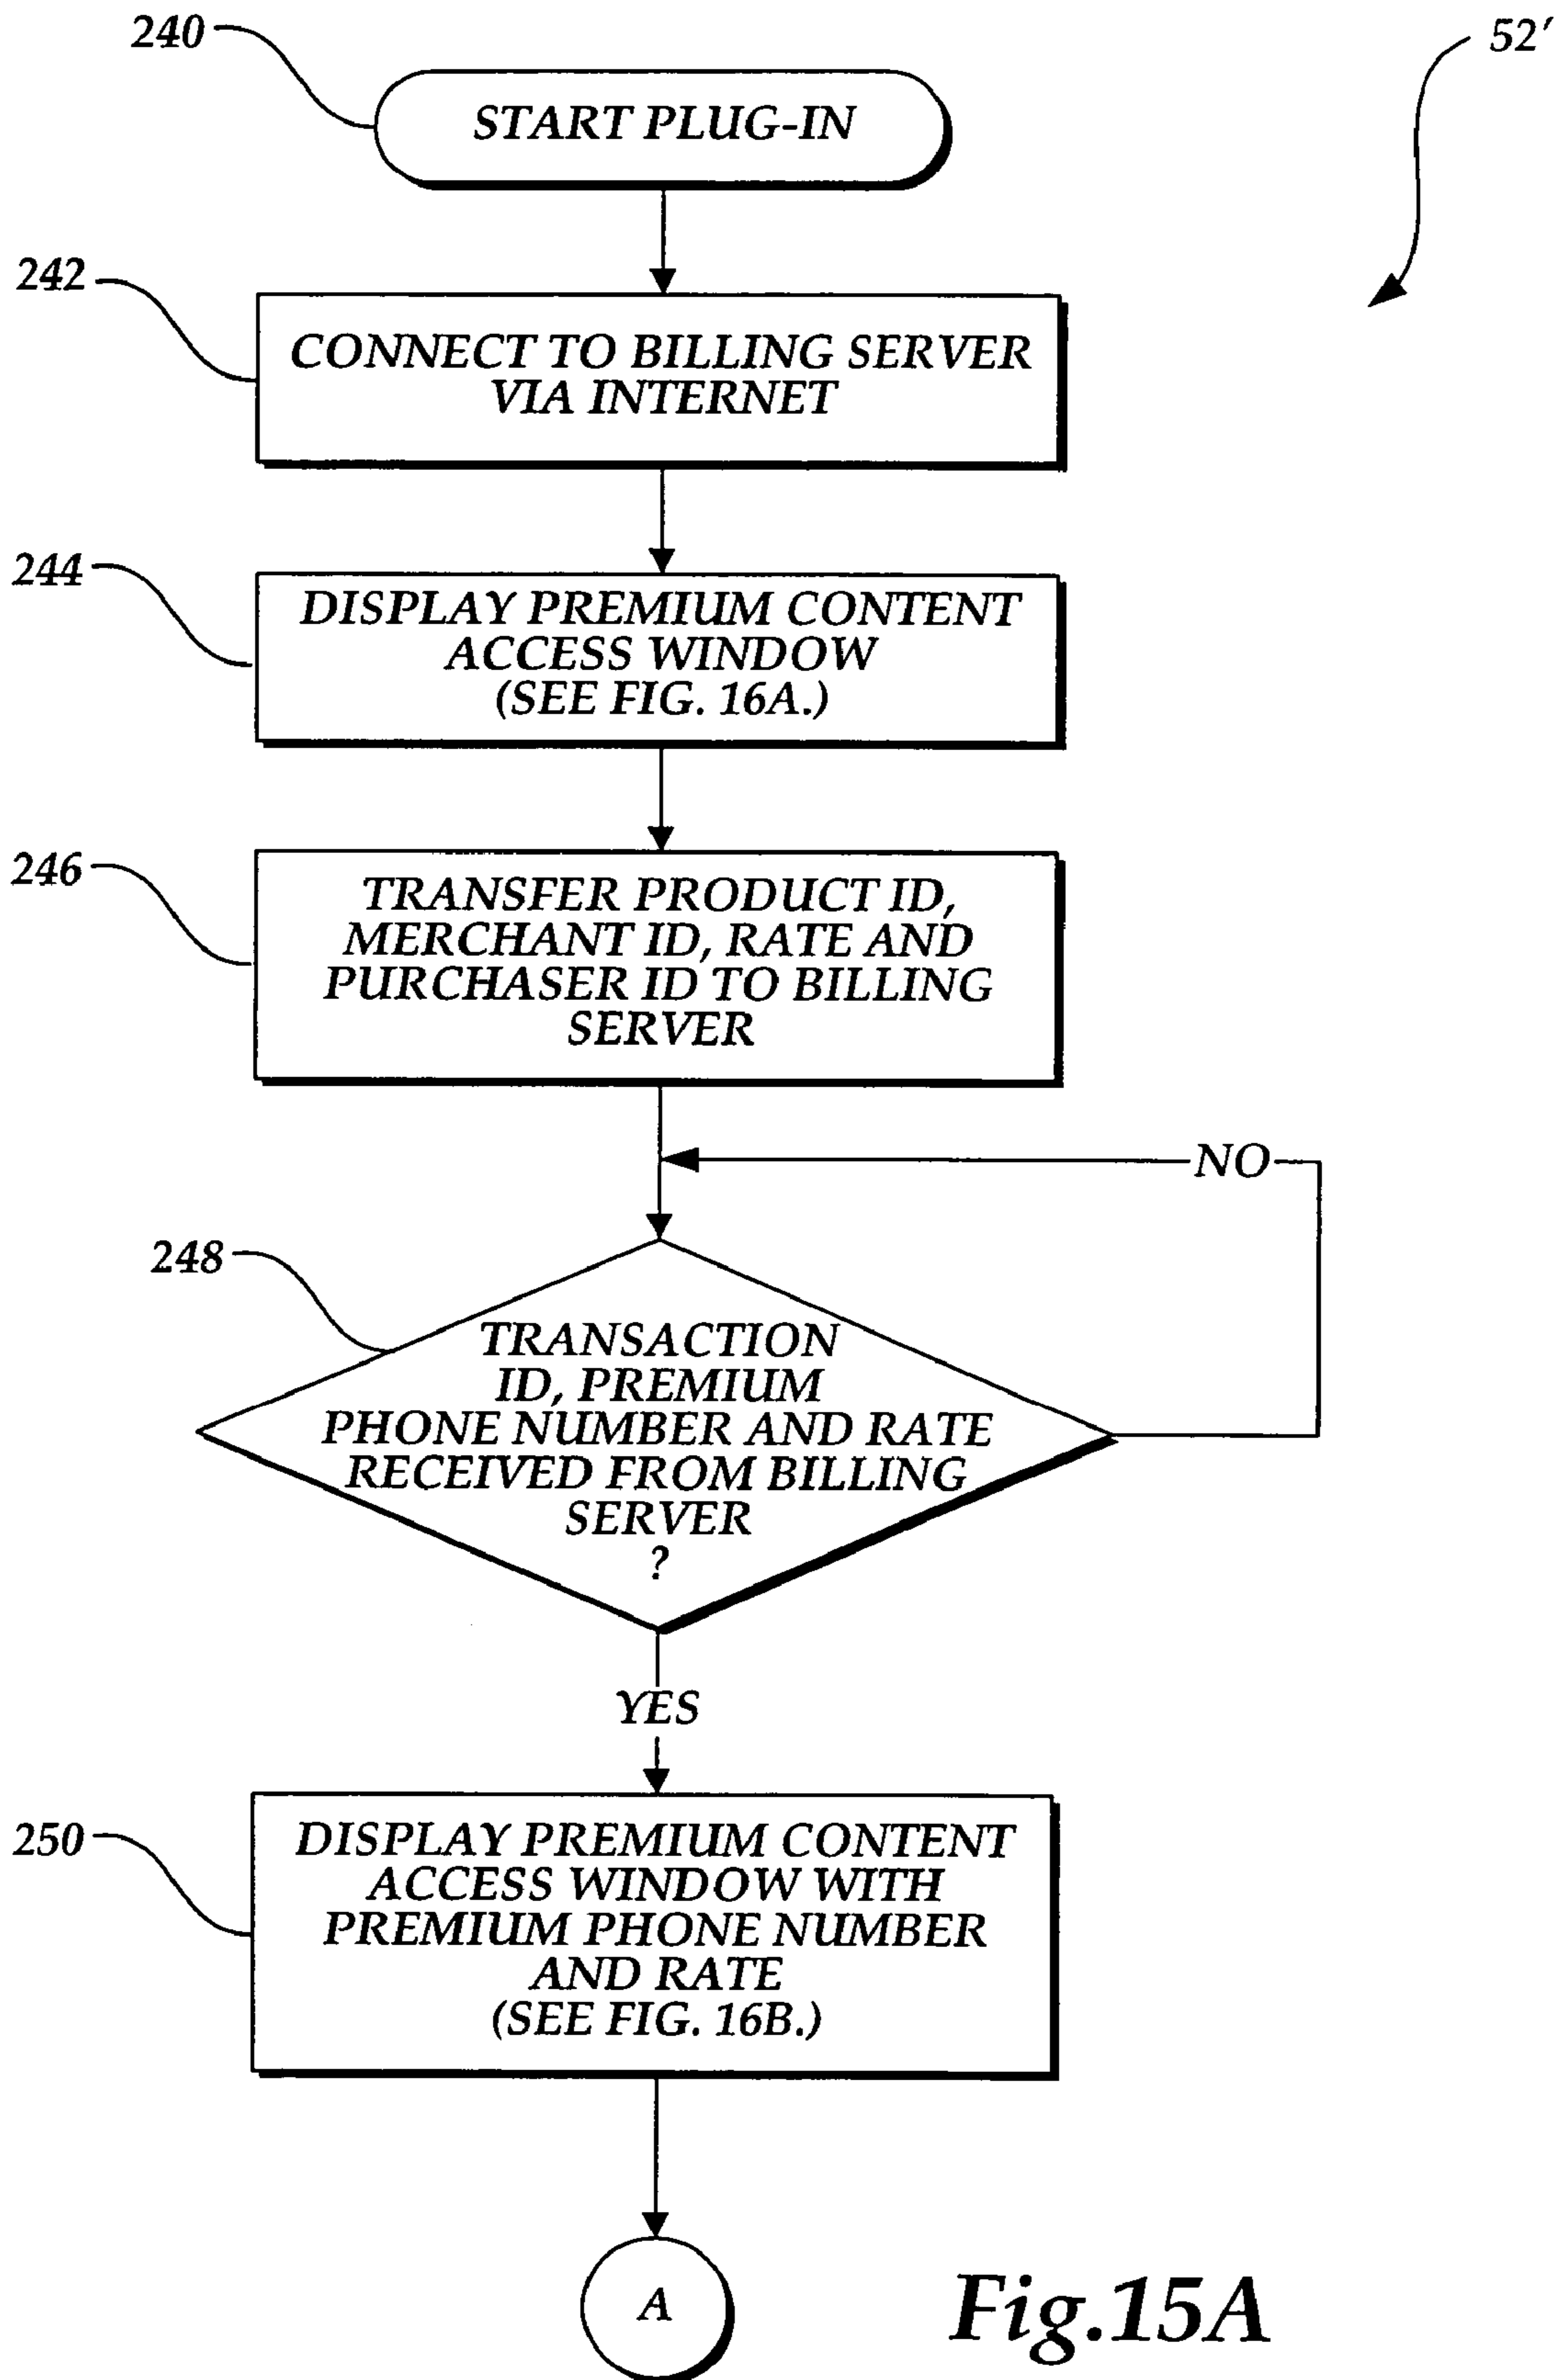 240
52'
START PLUG-IN
242
CONNECT TO BILLING SERVER
VIA INTERNET
244
DISPLAY PREMIUM CONTENT
ACCESS WINDOW
(SEE FIG. 16A.)
246
TRANSFER PRODUCT ID,
MERCHANT ID, RATE AND
PURCHASER ID TO BILLING
SERVER
NO
248
TRANSACTION
ID, PREMIUM
PHONE NUMBER AND RATE
RECEIVED FROM BILLING
SERVER
?
YES
250
DISPLAY PREMIUM CONTENT
ACCESS WINDOW WITH
PREMIUM PHONE NUMBER
AND RATE
(SEE FIG. 16B.)
A
Fig.15A